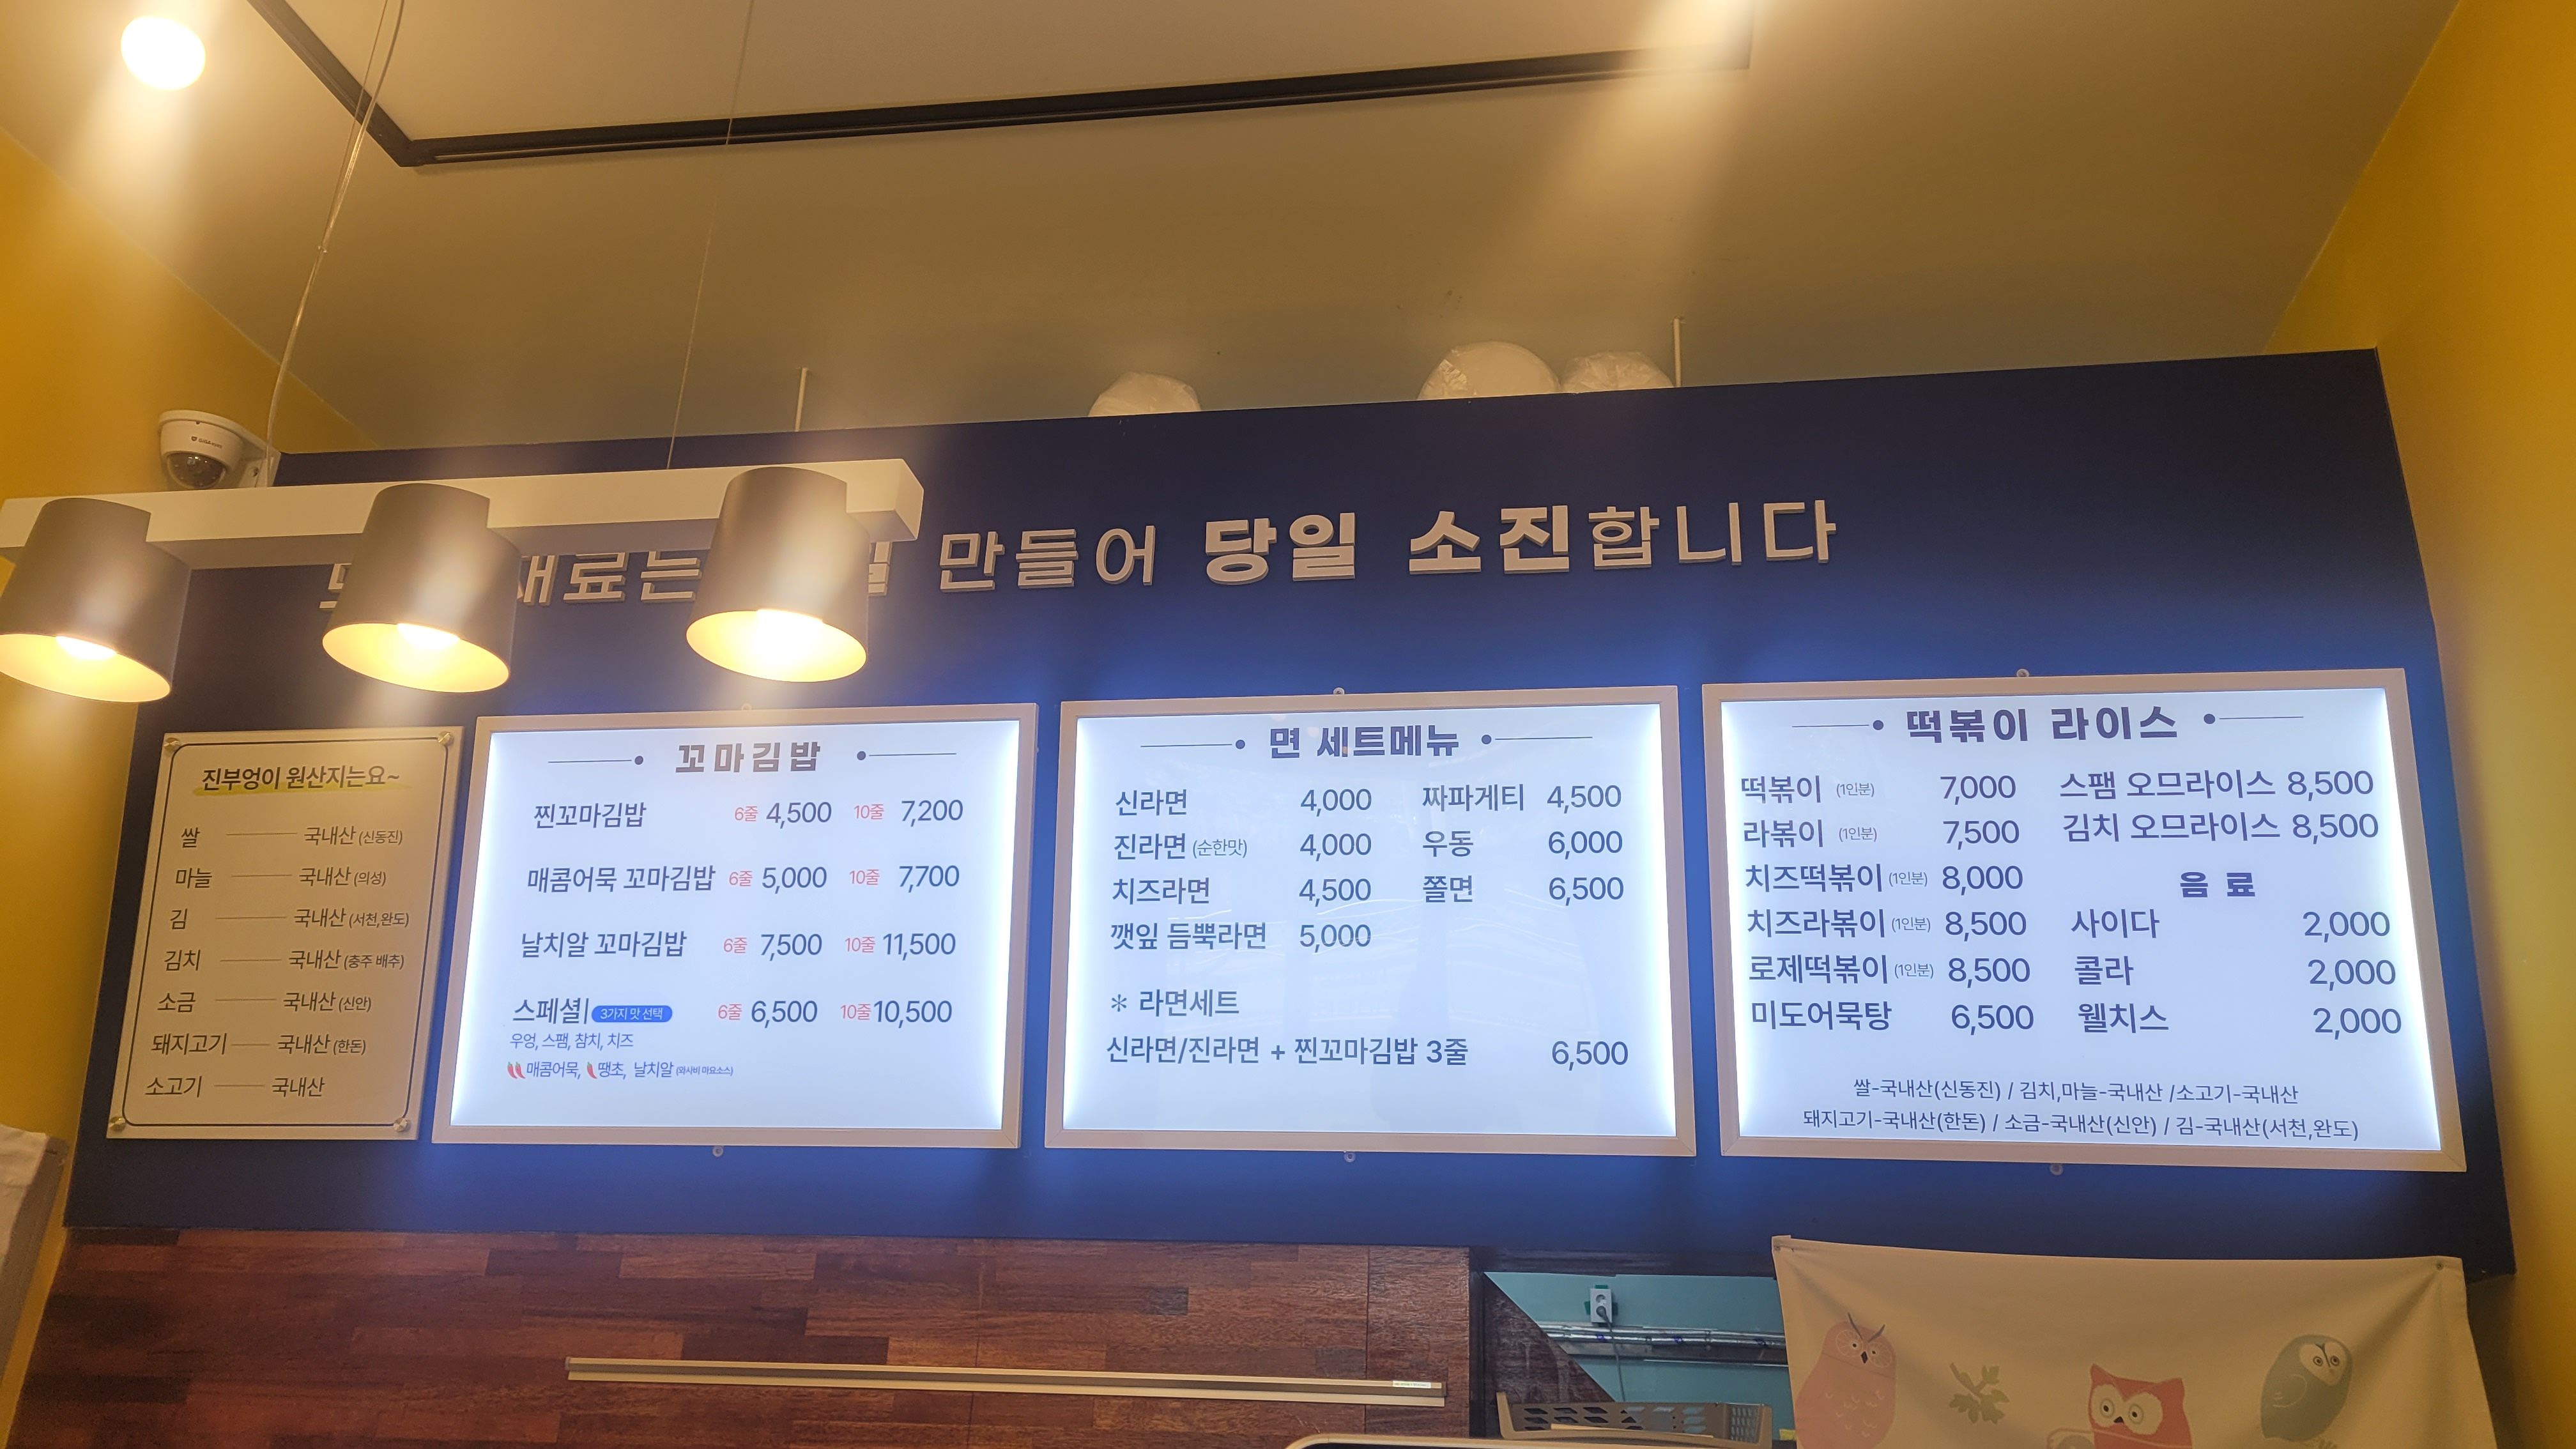 재료는 만들어 당일 소진합니다
진부엉이 원산지는요~
쌀 국내산 (신동진)
마늘 국내산 (의성)
김 국내산 (서천,완도)
김치 국내산 (충주 배추)
소금 국내산 (신안)
돼지고기 국내산 (한돈)
소고기 국내산
꼬마김밥
찐꼬마김밥 6줄 4,500 10줄 7,200
매콤어묵 꼬마김밥 6줄 5,000 10줄 7,700
날치알 꼬마김밥 6줄 7,500 10줄 11,500
스페셜| 3가지 맛 선택 6줄 6,500 10줄 10,500
우엉, 스팸, 참치, 치즈
매콤어묵, 땡초, 날치알 (와사비 마요소스)
면 세트메뉴
신라면 4,000 짜파게티 4,500
진라면 (순한맛) 4,000 우동 6,000
치즈라면 4,500 쫄면 6,500
깻잎 듬뿍라면 5,000
* 라면세트
신라면/진라면 + 찐꼬마김밥 3줄 6,500
떡볶이 라이스
떡볶이 (1인분) 7,000
라볶이 (1인분) 7,500
치즈떡볶이 (1인분) 8,000
치즈라볶이 (1인분) 8,500
로제떡볶이 (1인분) 8,500
미도어묵탕 6,500
스팸 오므라이스 8,500
김치 오므라이스 8,500
음료
사이다 2,000
콜라 2,000
웰치스 2,000
쌀-국내산(신동진) / 김치,마늘-국내산 /소고기-국내산
돼지고기-국내산(한돈) / 소금-국내산(신안) / 김-국내산(서천,완도)